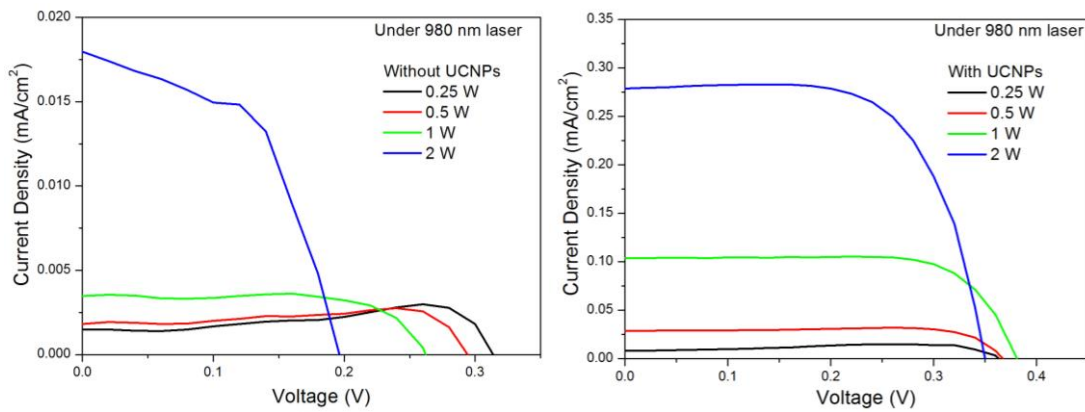 Under 980 nm laser
Without UCNPs
0.25 W
0.5 W
1 W
2 W
Current Density (mA/cm²)
0.020
0.015
0.010
0.005
0.000
0.0 0.1 0.2 0.3
Voltage (V)
Under 980 nm laser
With UCNPs
0.25 W
0.5 W
1 W
2 W
Current Density (mA/cm²)
0.35
0.30
0.25
0.20
0.15
0.10
0.05
0.00
0.0 0.1 0.2 0.3 0.4
Voltage (V)